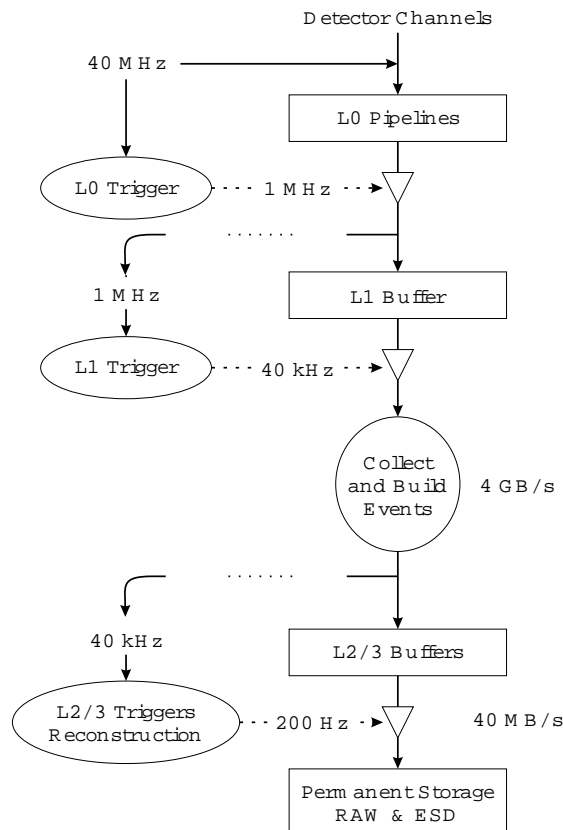 Detector Channels
40 MHz
L0 Pipelines
L0 Trigger
1 MHz
1 MHz
L1 Buffer
L1 Trigger
40 kHz
Collect
and Build
Events
4 GB/s
40 kHz
L2/3 Buffers
L2/3 Triggers
Reconstruction
200 Hz
40 MB/s
Permanent Storage
RAW & ESD